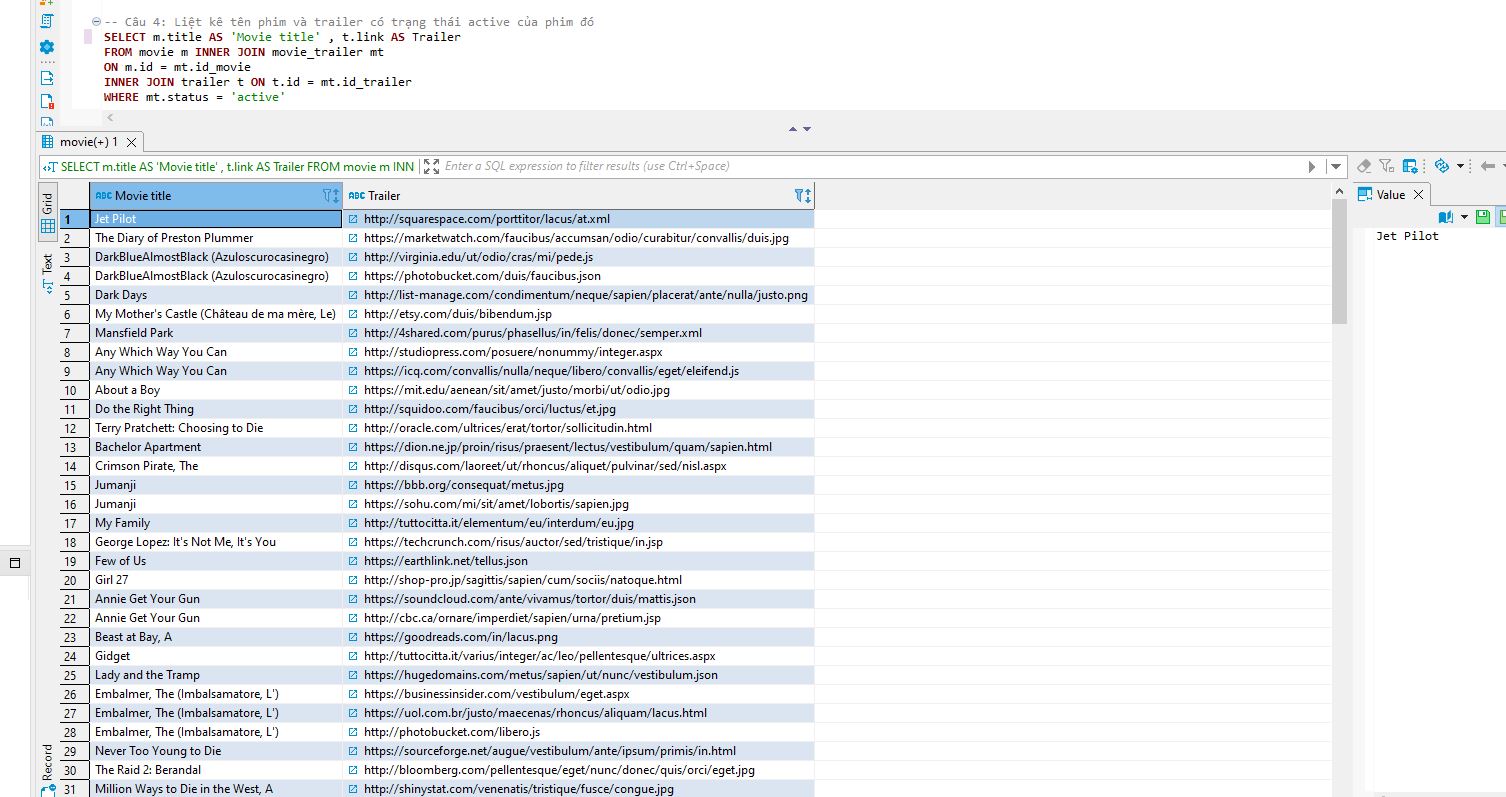 -- Câu 4: Liệt kê tên phim và trailer có trạng thái active của phim đó
SELECT m.title AS 'Movie title' , t.link AS Trailer
FROM movie m INNER JOIN movie_trailer mt
ON m.id = mt.id_movie
INNER JOIN trailer t ON t.id = mt.id_trailer
WHERE mt.status = 'active'
movie(+) 1
SELECT m.title AS 'Movie title' , t.link AS Trailer FROM movie m INN
Enter a SQL expression to filter results (use Ctrl+Space)
Grid
Text
Record
Value
Jet Pilot
ABC Movie title ABC Trailer
1 Jet Pilot http://squarespace.com/porttitor/lacus/at.xml
2 The Diary of Preston Plummer https://marketwatch.com/faucibus/accumsan/odio/curabitur/convallis/duis.jpg
3 DarkBlueAlmostBlack (Azuloscurocasinegro) http://virginia.edu/ut/odio/cras/mi/pede.js
4 DarkBlueAlmostBlack (Azuloscurocasinegro) https://photobucket.com/duis/faucibus.json
5 Dark Days http://list-manage.com/condimentum/neque/sapien/placerat/ante/nulla/justo.png
6 My Mother's Castle (Château de ma mère, Le) http://etsy.com/duis/bibendum.jsp
7 Mansfield Park http://4shared.com/purus/phasellus/in/felis/donec/semper.xml
8 Any Which Way You Can http://studiopress.com/posuere/nonummy/integer.aspx
9 Any Which Way You Can https://icq.com/convallis/nulla/neque/libero/convallis/eget/eleifend.js
10 About a Boy https://mit.edu/aenean/sit/amet/justo/morbi/ut/odio.jpg
11 Do the Right Thing http://squidoo.com/faucibus/orci/luctus/et.jpg
12 Terry Pratchett: Choosing to Die http://oracle.com/ultrices/erat/tortor/sollicitudin.html
13 Bachelor Apartment https://dion.ne.jp/proin/risus/praesent/lectus/vestibulum/quam/sapien.html
14 Crimson Pirate, The http://disqus.com/laoreet/ut/rhoncus/aliquet/pulvinar/sed/nisl.aspx
15 Jumanji https://bbb.org/consequat/metus.jpg
16 Jumanji https://sohu.com/mi/sit/amet/lobortis/sapien.jpg
17 My Family http://tuttocitta.it/elementum/eu/interdum/eu.jpg
18 George Lopez: It's Not Me, It's You https://techcrunch.com/risus/auctor/sed/tristique/in.jsp
19 Few of Us https://earthlink.net/tellus.json
20 Girl 27 http://shop-pro.jp/sagittis/sapien/cum/sociis/natoque.html
21 Annie Get Your Gun https://soundcloud.com/ante/vivamus/tortor/duis/mattis.json
22 Annie Get Your Gun http://cbc.ca/ornare/imperdiet/sapien/urna/pretium.jsp
23 Beast at Bay, A https://goodreads.com/in/lacus.png
24 Gidget http://tuttocitta.it/varius/integer/ac/leo/pellentesque/ultrices.aspx
25 Lady and the Tramp https://hugedomains.com/metus/sapien/ut/nunc/vestibulum.json
26 Embalmer, The (Imbalsamatore, L') https://businessinsider.com/vestibulum/eget.aspx
27 Embalmer, The (Imbalsamatore, L') https://uol.com.br/justo/maecenas/rhoncus/aliquam/lacus.html
28 Embalmer, The (Imbalsamatore, L') http://photobucket.com/libero.js
29 Never Too Young to Die https://sourceforge.net/augue/vestibulum/ante/ipsum/primis/in.html
30 The Raid 2: Berandal http://bloomberg.com/pellentesque/eget/nunc/donec/quis/orci/eget.jpg
31 Million Ways to Die in the West, A http://shinystat.com/venenatis/tristique/fusce/congue.jpg